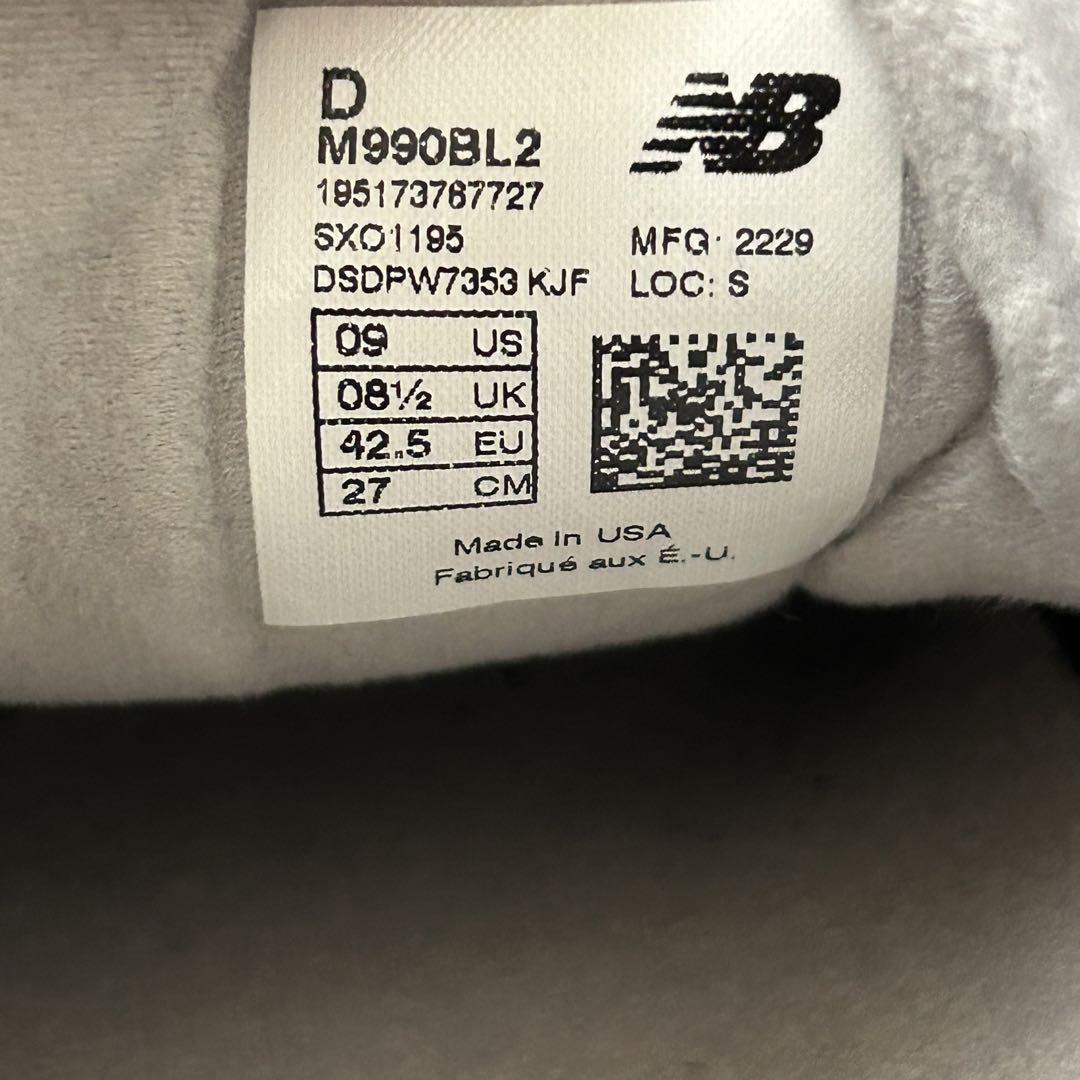 D
M990BL2
195173767727
SXO1195
DSDPW7353 KJF
NB
MFG: 2229
LOC: S
09 US
08½ UK
42.5 EU
27 CM
Made in USA
Fabriqué aux É.-U.